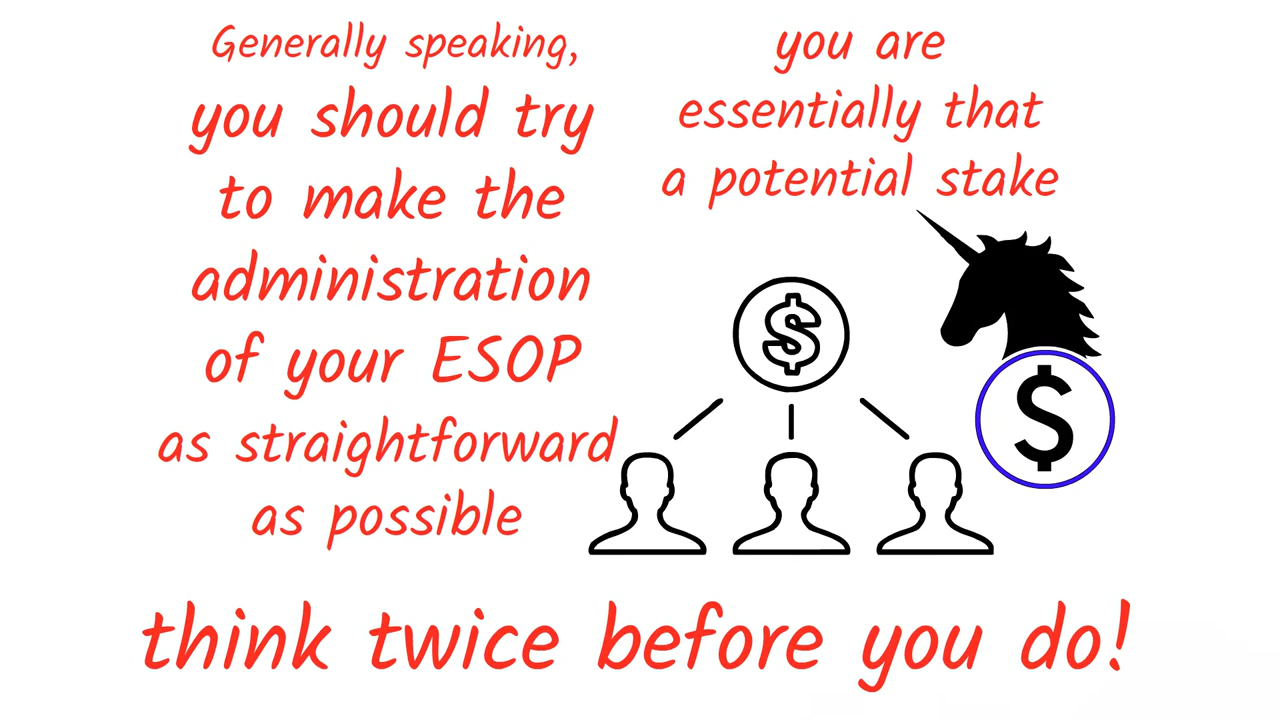 Generally speaking,
you should try
to make the
administration
of your ESOP
as straightforward
as possible
you are
essentially that
a potential stake
$
$
think twice before you do!